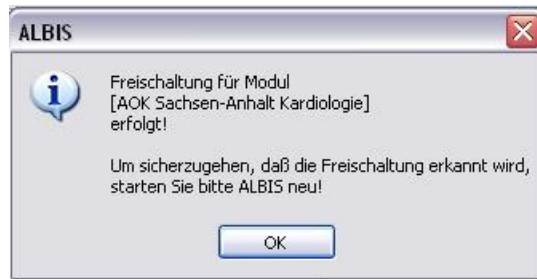 ALBIS
Freischaltung für Modul
[AOK Sachsen-Anhalt Kardiologie]
erfolgt!
Um sicherzugehen, daß die Freischaltung erkannt wird,
starten Sie bitte ALBIS neu!
OK